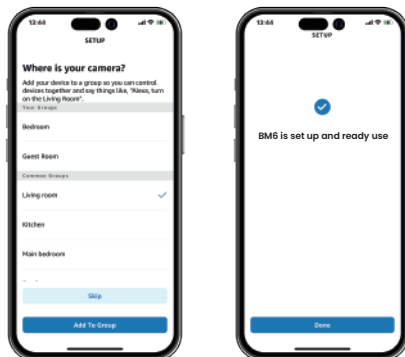 12:44
SETUP
Where is your camera?
Add your device to a group so you can control
devices together and say things like, "Alexa, turn
on the Living Room".
Your Groups
Bedroom
Guest Room
Common Groups
Living room
Kitchen
Main bedroom
Skip
Add To Group
12:44
SETUP
BM6 is set up and ready use
Done